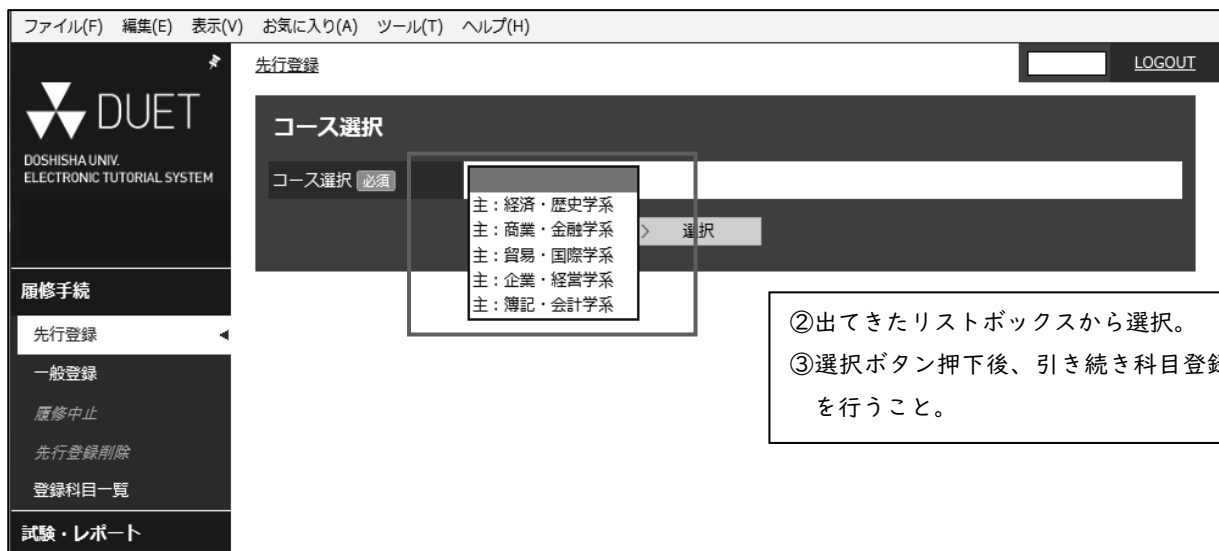 ファイル(F) 編集(E) 表示(V) お気に入り(A) ツール(T) ヘルプ(H)
先行登録
LOGOUT
DUET
DOSHISHA UNIV.
ELECTRONIC TUTORIAL SYSTEM
コース選択
コース選択 必須
主：経済・歴史学系
主：商業・金融学系
主：貿易・国際学系
主：企業・経営学系
主：簿記・会計学系
選択
履修手続
先行登録
一般登録
履修中止
先行登録削除
登録科目一覧
試験・レポート
②出てきたリストボックスから選択。
③選択ボタン押下後、引き続き科目登録
を行うこと。